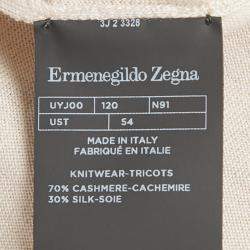 3J 2 3328
Ermenegildo Zegna
UYJ00 120 N91
UST 54
MADE IN ITALY
FABRIQUÉ EN ITALIE
KNITWEAR-TRICOTS
70% CASHMERE-CACHEMIRE
30% SILK-SOIE